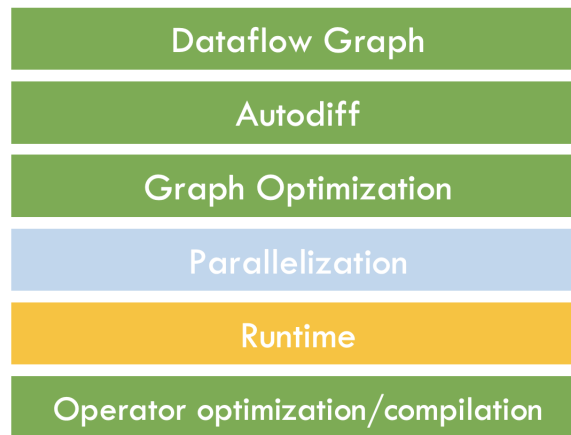 Dataflow Graph
Autodiff
Graph Optimization
Parallelization
Runtime
Operator optimization/compilation